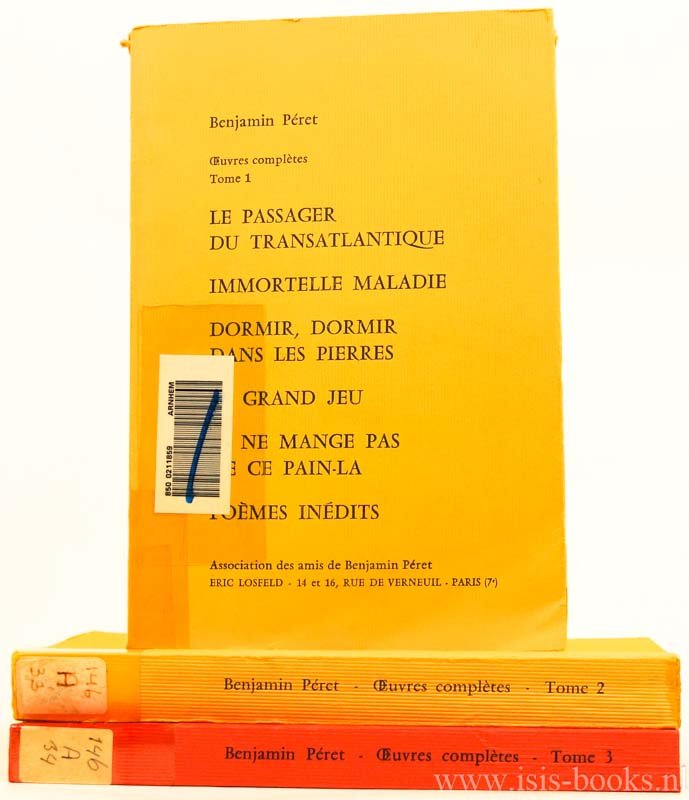 Benjamin Péret
Œuvres complètes
Tome 1
LE PASSAGER
DU TRANSATLANTIQUE
IMMORTELLE MALADIE
DORMIR, DORMIR
DANS LES PIERRES
GRAND JEU
NE MANGE PAS
CE PAIN-LA
POÈMES INÉDITS
ARNHEM
850 0211859
Association des amis de Benjamin Péret
ERIC LOSFELD - 14 et 16, RUE DE VERNEUIL - PARIS (7e)
146
A
33
Benjamin Péret - Œuvres complètes - Tome 2
146
A
34
Benjamin Péret - Œuvres complètes - Tome 3
www.isis-books.nl